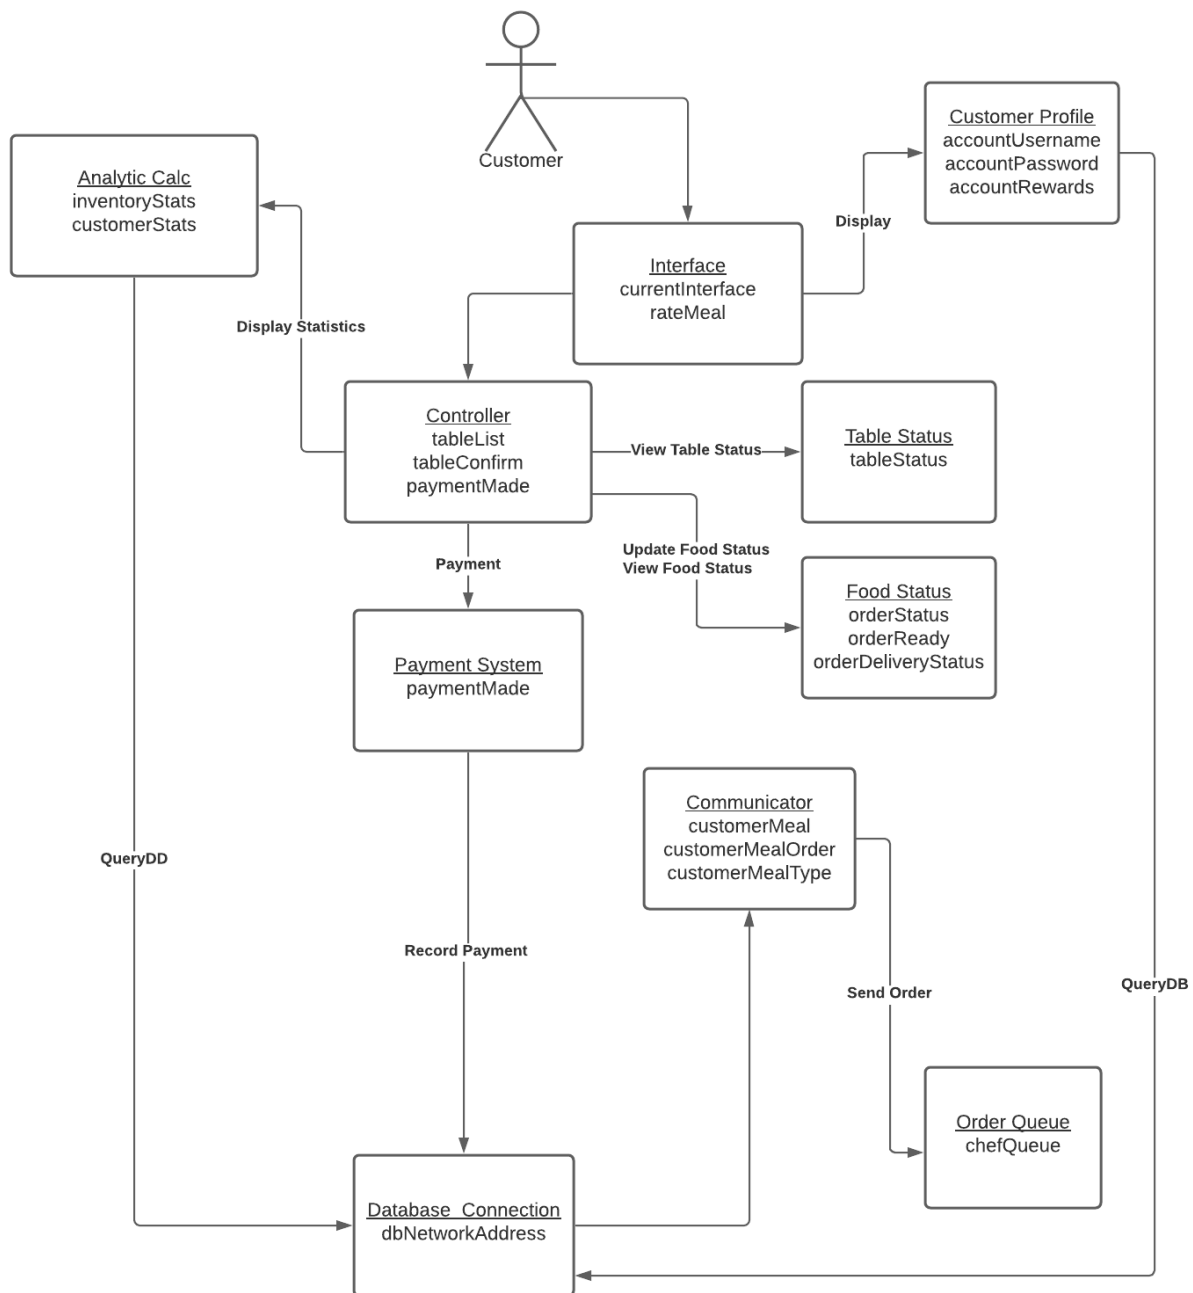 Customer
Customer Profile
accountUsername
accountPassword
accountRewards
Analytic Calc
inventoryStats
customerStats
Display
Interface
currentInterface
rateMeal
Display Statistics
Controller
tableList
tableConfirm
paymentMade
View Table Status
Table Status
tableStatus
Update Food Status
View Food Status
Payment
Food Status
orderStatus
orderReady
orderDeliveryStatus
Payment System
paymentMade
Communicator
customerMeal
customerMealOrder
customerMealType
QueryDD
Record Payment
Send Order
QueryDB
Order Queue
chefQueue
Database Connection
dbNetworkAddress